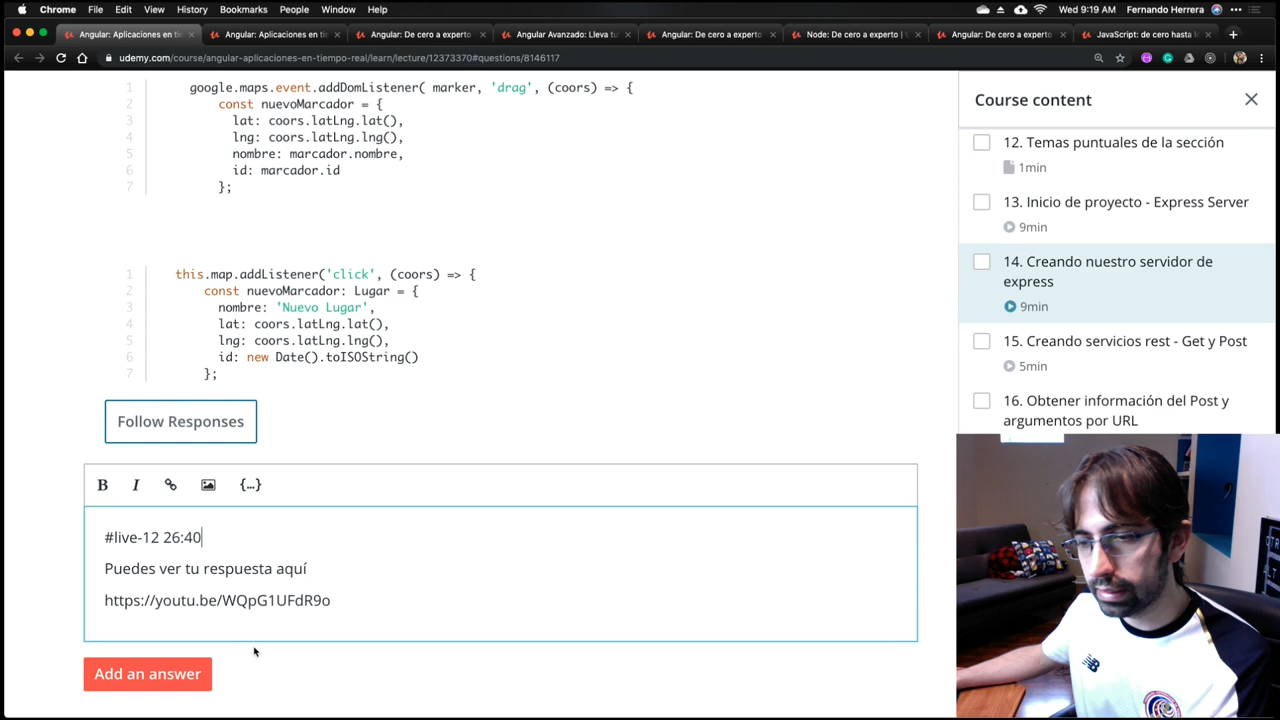 Chrome File Edit View History Bookmarks People Window Help
Wed 9:19 AM Fernando Herrera
Angular: Aplicaciones en tie
Angular: Aplicaciones en tie
Angular: De cero a experto
Angular Avanzado: Lleva tu
Angular: De cero a experto
Node: De cero a experto | U
Angular: De cero a experto
JavaScript: de cero hasta l
udemy.com/course/angular-aplicaciones-en-tiempo-real/learn/lecture/12373370#questions/8146117
1 google.maps.event.addDomListener( marker, 'drag', (coors) => {
2 const nuevoMarcador = {
3 lat: coors.latLng.lat(),
4 lng: coors.latLng.lng(),
5 nombre: marcador.nombre,
6 id: marcador.id
7 };
1 this.map.addListener('click', (coors) => {
2 const nuevoMarcador: Lugar = {
3 nombre: 'Nuevo Lugar',
4 lat: coors.latLng.lat(),
5 lng: coors.latLng.lng(),
6 id: new Date().toISOString()
7 };
Follow Responses
B I {...}
#live-12 26:40
Puedes ver tu respuesta aquí
https://youtu.be/WQpG1UFdR9o
Add an answer
Course content
12. Temas puntuales de la sección
1min
13. Inicio de proyecto - Express Server
9min
14. Creando nuestro servidor de
express
9min
15. Creando servicios rest - Get y Post
5min
16. Obtener información del Post y
argumentos por URL